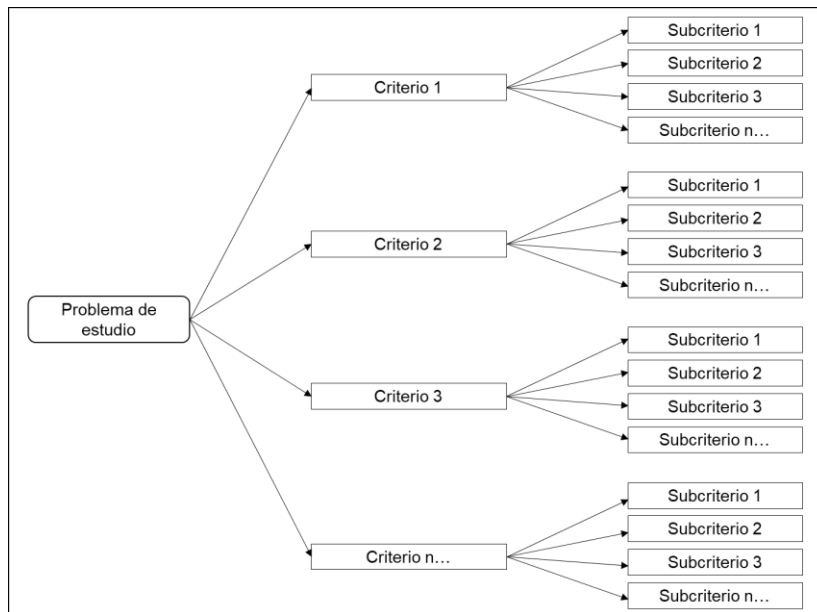 Problema de
estudio
Criterio 1
Subcriterio 1
Subcriterio 2
Subcriterio 3
Subcriterio n…
Criterio 2
Subcriterio 1
Subcriterio 2
Subcriterio 3
Subcriterio n…
Criterio 3
Subcriterio 1
Subcriterio 2
Subcriterio 3
Subcriterio n…
Criterio n…
Subcriterio 1
Subcriterio 2
Subcriterio 3
Subcriterio n…